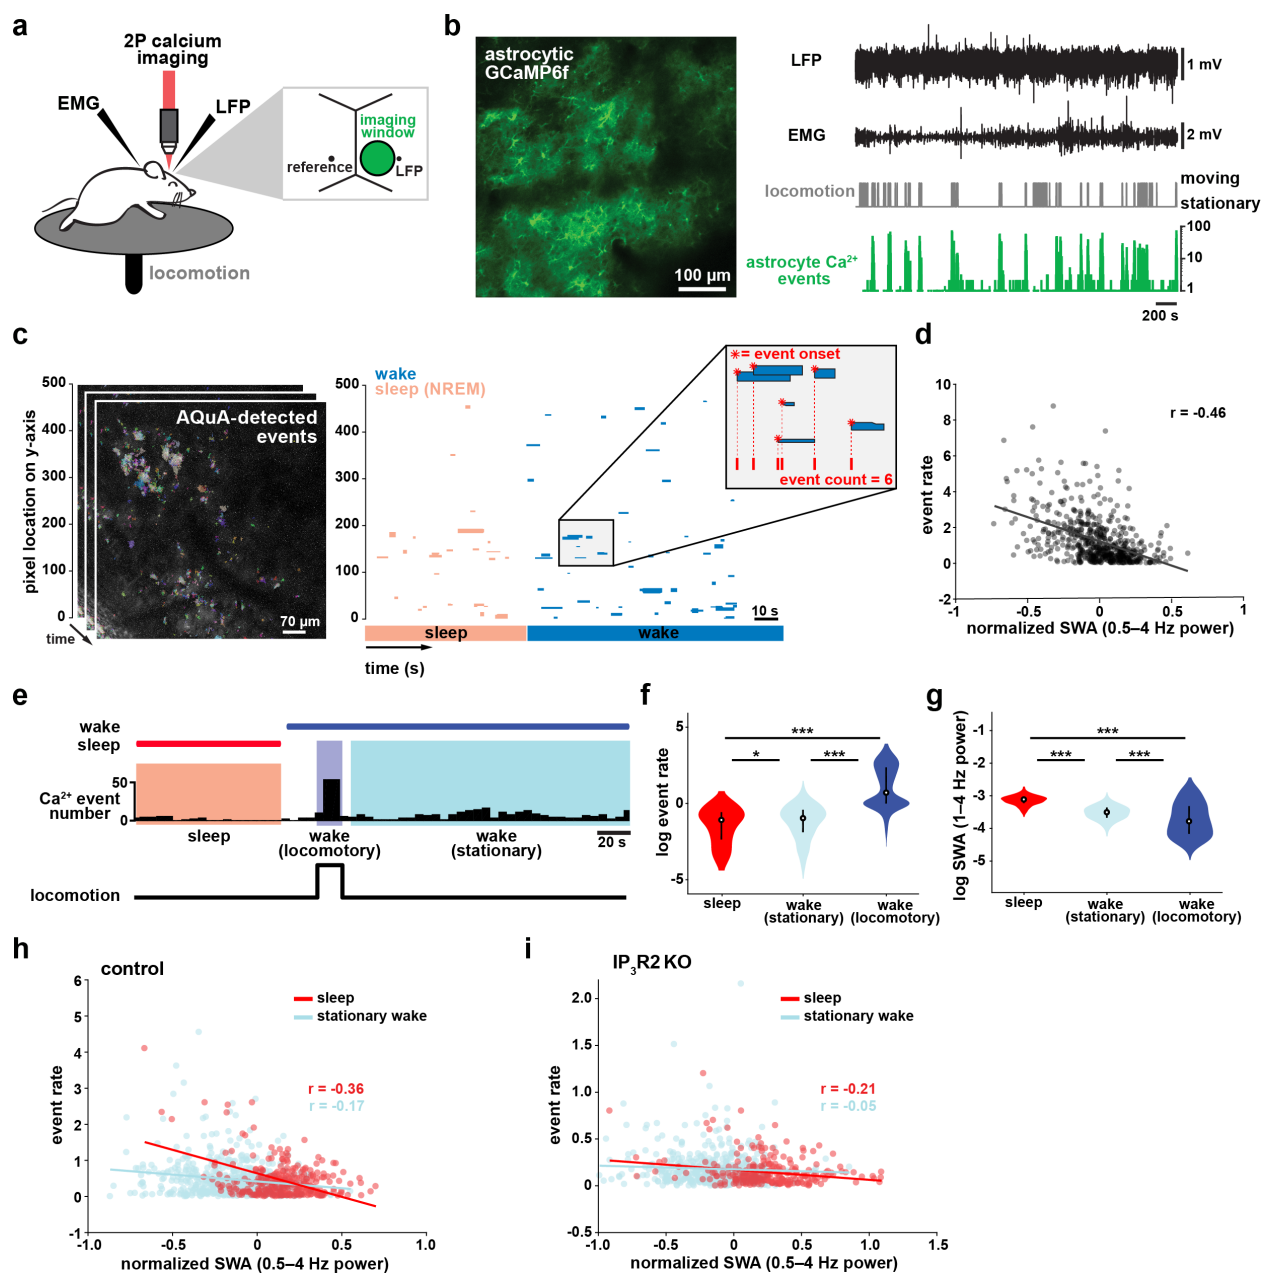 a
2P calcium
imaging
EMG
LFP
imaging
window
reference
LFP
locomotion
b
astrocytic
GCaMP6f
100 µm
LFP
1 mV
EMG
2 mV
locomotion
moving
stationary
astrocyte Ca²⁺
events
100
10
1
200 s
c
pixel location on y-axis
500
400
300
200
100
0
time
AQuA-detected
events
70 µm
wake
sleep (NREM)
500
400
300
200
100
0
✳= event onset
event count = 6
10 s
sleep
wake
time (s)
d
event rate
10
8
6
4
2
0
-2
r = -0.46
-1
-0.5
0
0.5
1
normalized SWA (0.5–4 Hz power)
e
wake
sleep
Ca²⁺ event
number
50
0
sleep
wake
(locomotory)
wake
(stationary)
20 s
locomotion
f
log event rate
5
0
-5
***
*
***
sleep
wake
(stationary)
wake
(locomotory)
g
log SWA (1–4 Hz power)
-1
-2
-3
-4
-5
***
***
***
sleep
wake
(stationary)
wake
(locomotory)
h
control
event rate
6
5
4
3
2
1
0
-1
sleep
stationary wake
r = -0.36
r = -0.17
-1.0
-0.5
0
0.5
1.0
normalized SWA (0.5–4 Hz power)
i
IP₃R2 KO
event rate
2.0
1.5
1.0
0.5
0
-0.5
sleep
stationary wake
r = -0.21
r = -0.05
-1.0
-0.5
0
0.5
1.0
1.5
normalized SWA (0.5–4 Hz power)